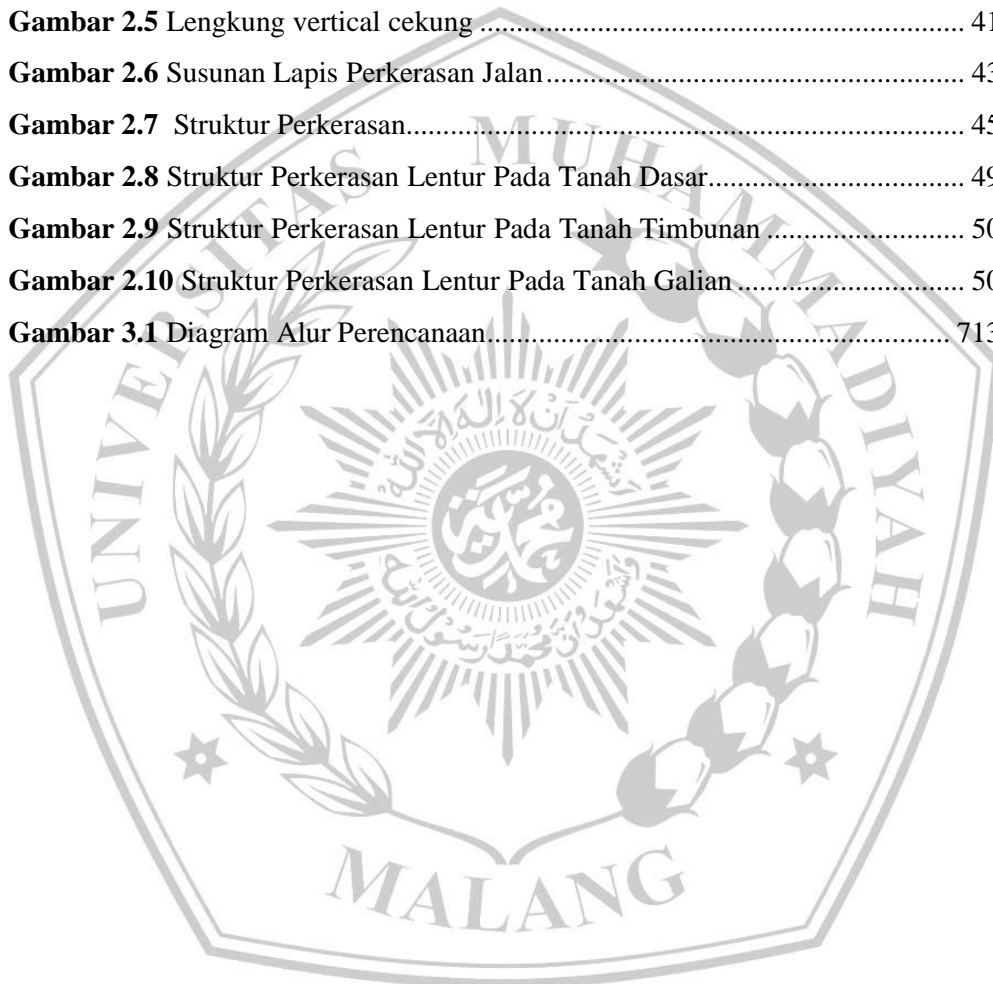 Gambar 2.5 Lengkung vertical cekung ........ 41
Gambar 2.6 Susunan Lapis Perkerasan Jalan ........ 43
Gambar 2.7 Struktur Perkerasan ........ 45
Gambar 2.8 Struktur Perkerasan Lentur Pada Tanah Dasar ........ 49
Gambar 2.9 Struktur Perkerasan Lentur Pada Tanah Timbunan ........ 50
Gambar 2.10 Struktur Perkerasan Lentur Pada Tanah Galian ........ 50
Gambar 3.1 Diagram Alur Perencanaan ........ 713
UNIVERSITAS MUHAMMADIYAH
MALANG